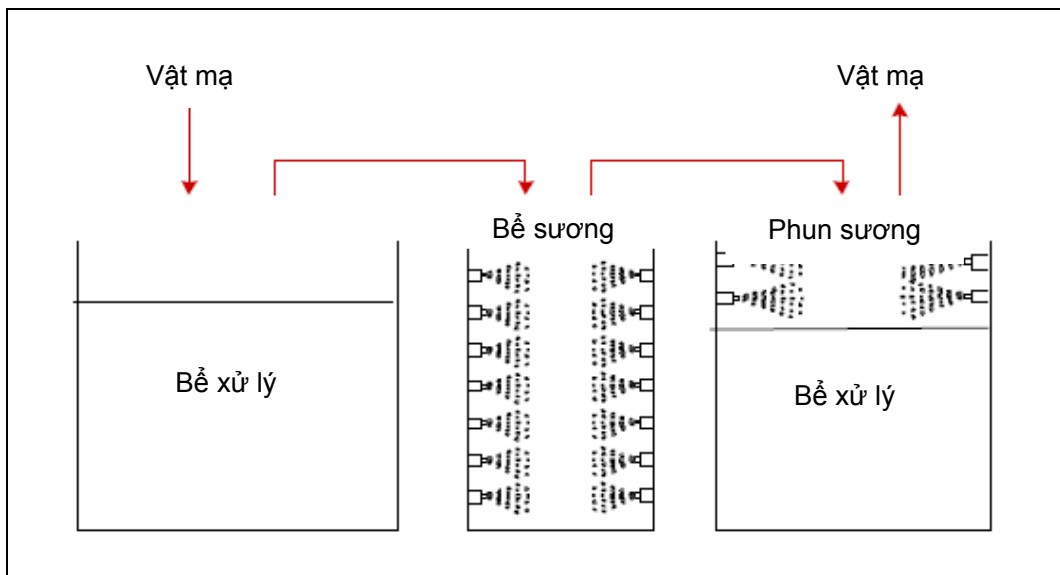 Vật mạ
Vật mạ
Bể sương
Phun sương
Bể xử lý
Bể xử lý